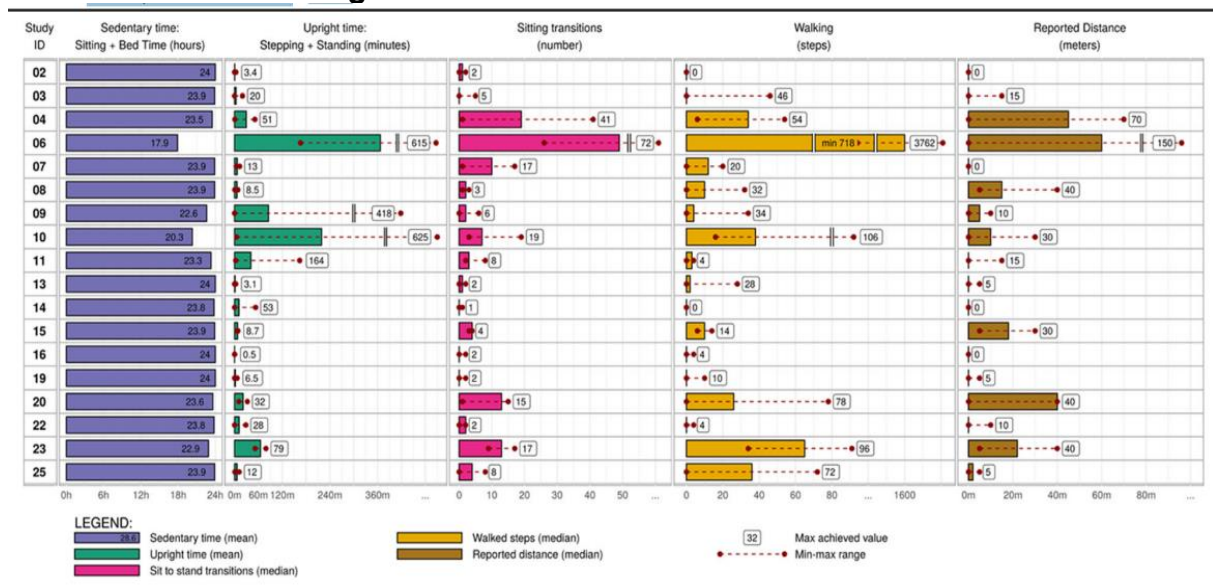 Study ID Sedentary time: Sitting + Bed Time (hours) Upright time: Stepping + Standing (minutes) Sitting transitions (number) Walking (steps) Reported Distance (meters)
02 24 3.4 2 0 0
03 23.9 20 5 46 15
04 23.5 51 41 54 70
06 17.9 615 72 min 718 3762 150
07 23.9 13 17 20 0
08 23.9 8.5 3 32 40
09 22.6 418 6 34 10
10 20.3 625 19 106 30
11 23.3 164 8 4 15
13 24 3.1 2 28 5
14 23.8 53 1 0 0
15 23.9 8.7 4 14 30
16 24 0.5 2 4 0
19 24 6.5 2 10 5
20 23.6 32 15 78 40
22 23.8 28 2 4 10
23 22.9 79 17 96 40
25 23.9 12 8 72 5
0h 6h 12h 18h 24h 0m 60m 120m 240m 360m ... 0 10 20 30 40 50 ... 0 20 40 60 80 ... 1600 0m 20m 40m 60m 80m ...
LEGEND:
28.6 Sedentary time (mean) Walked steps (median) 32 Max achieved value
Upright time (mean) Reported distance (median) Min-max range
Sit to stand transitions (median)